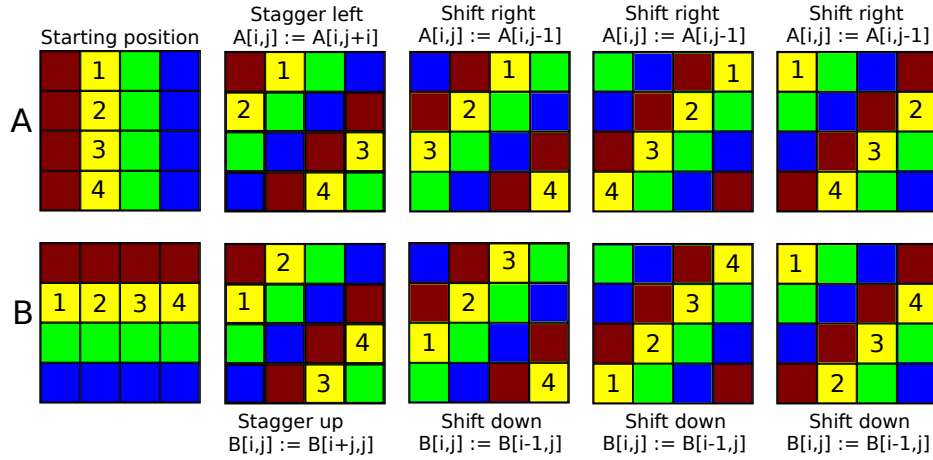 Starting position
Stagger left
A[i,j] := A[i,j+i]
Shift right
A[i,j] := A[i,j-1]
Shift right
A[i,j] := A[i,j-1]
Shift right
A[i,j] := A[i,j-1]
A
1 1 1 1 1
2 2 2 2 2
3 3 3 3 3
4 4 4 4 4
B
2 3 4 1
1 2 3 4 1 2 3 4
4 1 2 3
3 4 1 2
Stagger up
B[i,j] := B[i+j,j]
Shift down
B[i,j] := B[i-1,j]
Shift down
B[i,j] := B[i-1,j]
Shift down
B[i,j] := B[i-1,j]